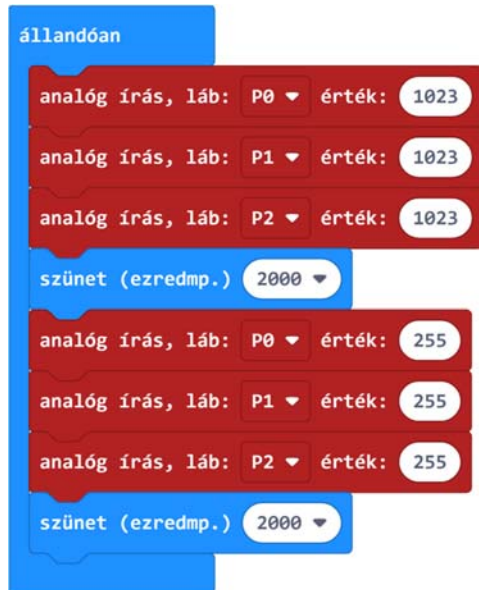 állandóan
analóg írás, láb: P0 érték: 1023
analóg írás, láb: P1 érték: 1023
analóg írás, láb: P2 érték: 1023
szünet (ezredmp.) 2000
analóg írás, láb: P0 érték: 255
analóg írás, láb: P1 érték: 255
analóg írás, láb: P2 érték: 255
szünet (ezredmp.) 2000